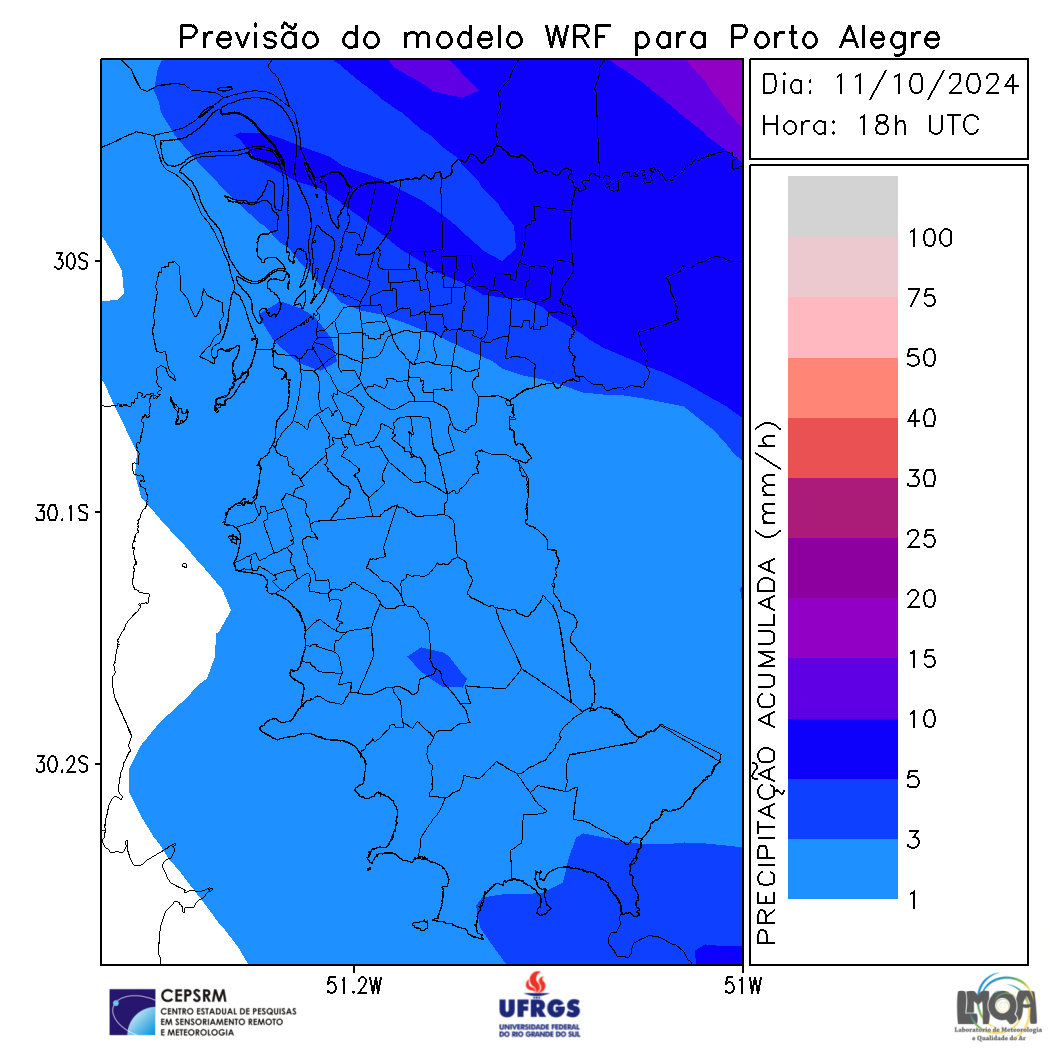 Previsão do modelo WRF para Porto Alegre
Dia: 11/10/2024
Hora: 18h UTC
30S
30.1S
30.2S
51.2W
51W
PRECIPITAÇÃO ACUMULADA (mm/h)
100
75
50
40
30
25
20
15
10
5
3
1
CEPSRM
CENTRO ESTADUAL DE PESQUISAS
EM SENSORIAMENTO REMOTO
E METEOROLOGIA
UFRGS
UNIVERSIDADE FEDERAL
DO RIO GRANDE DO SUL
LMQA
Laboratório de Meteorologia
e Qualidade do Ar